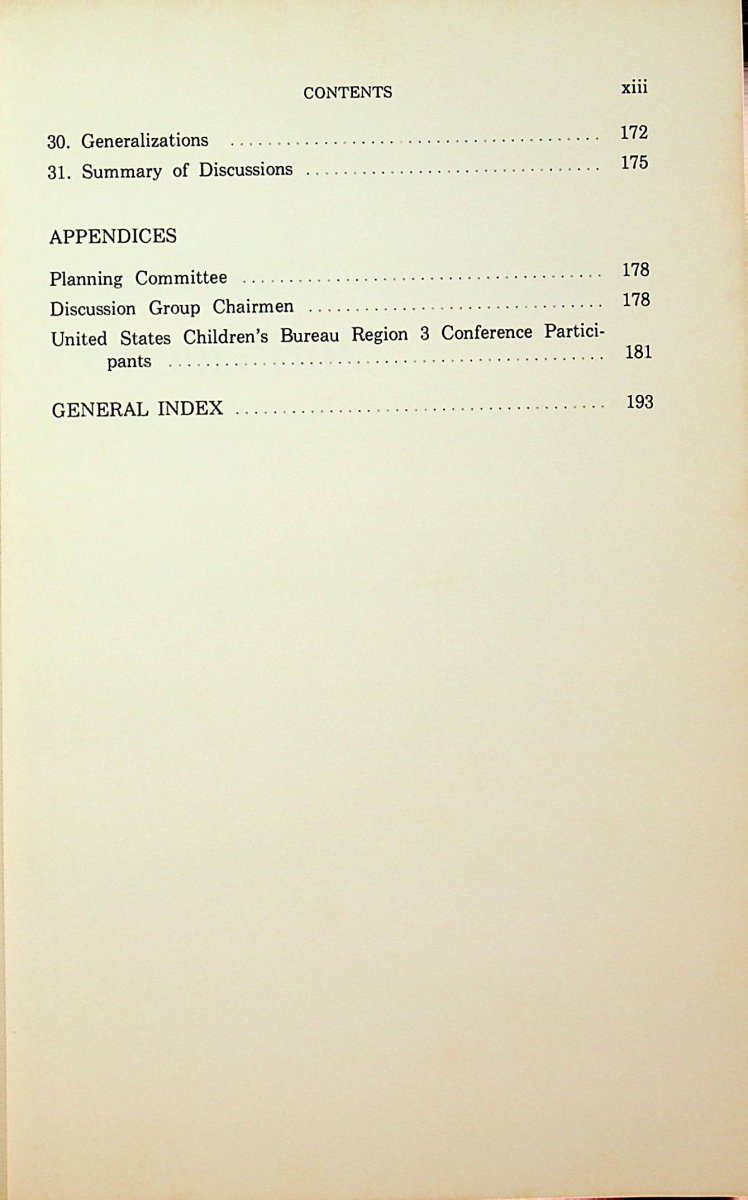 CONTENTS xiii
30. Generalizations ........................................ 172
31. Summary of Discussions ................................ 175
APPENDICES
Planning Committee ....................................... 178
Discussion Group Chairmen ................................ 178
United States Children's Bureau Region 3 Conference Partici-
pants ............................................... 181
GENERAL INDEX ........................................ 193